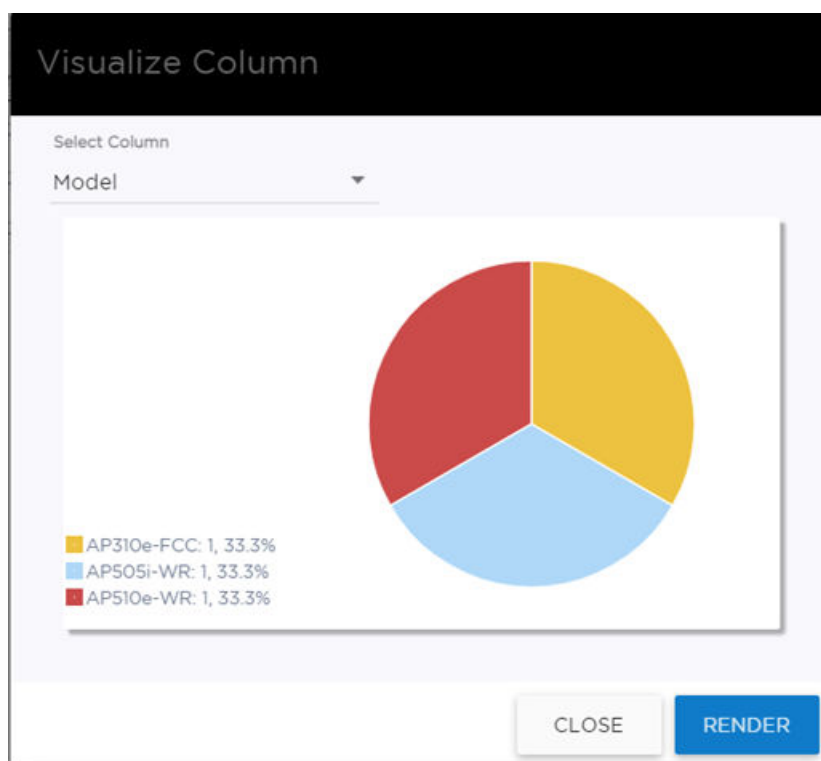 Visualize Column
Select Column
Model
AP310e-FCC: 1, 33.3%
AP505i-WR: 1, 33.3%
AP510e-WR: 1, 33.3%
CLOSE
RENDER